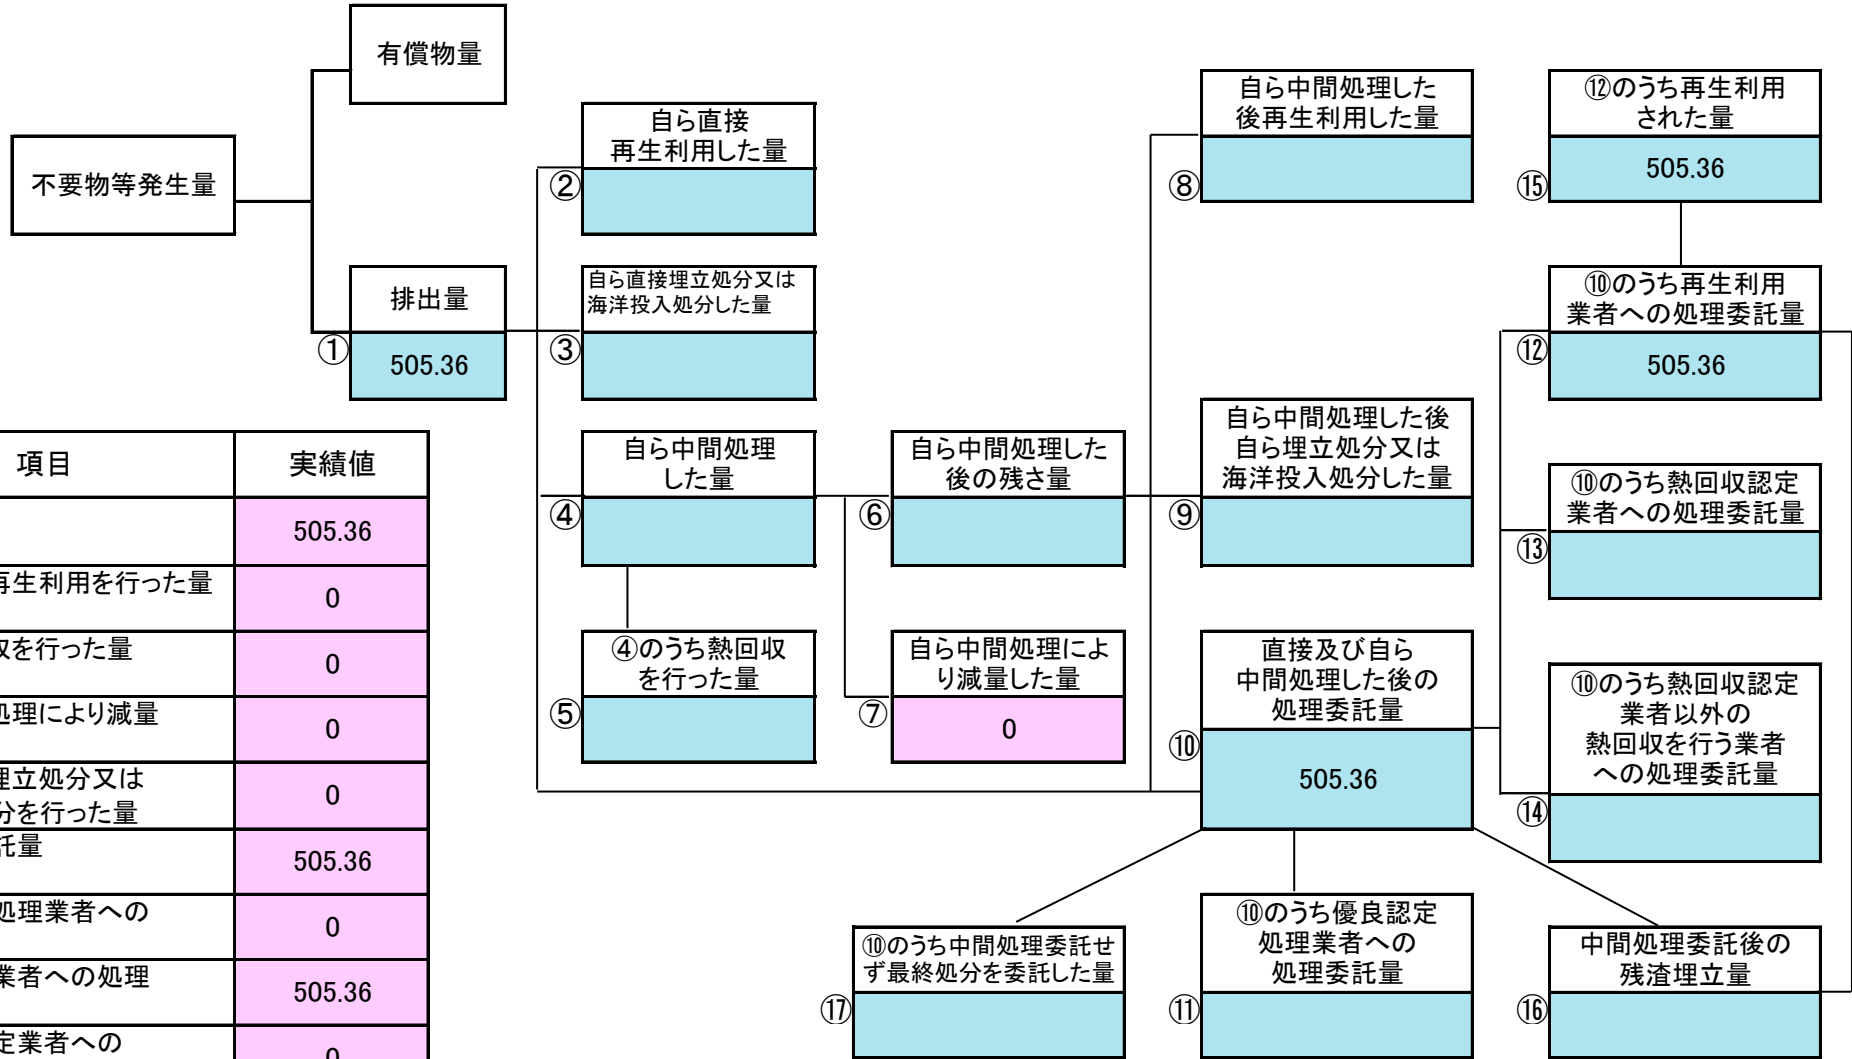 有償物量
不要物等発生量
排出量
①
505.36
自ら直接
再生利用した量
②
自ら直接埋立処分又は
海洋投入処分した量
③
自ら中間処理
した量
④
④のうち熱回収
を行った量
⑤
自ら中間処理した
後の残さ量
⑥
自ら中間処理によ
り減量した量
⑦
0
自ら中間処理した
後再生利用した量
⑧
自ら中間処理した後
自ら埋立処分又は
海洋投入処分した量
⑨
直接及び自ら
中間処理した後の
処理委託量
⑩
505.36
⑩のうち優良認定
処理業者への
処理委託量
⑪
⑩のうち中間処理委託せ
ず最終処分を委託した量
⑰
⑫のうち再生利用
された量
⑮
505.36
⑩のうち再生利用
業者への処理委託量
⑫
505.36
⑩のうち熱回収認定
業者への処理委託量
⑬
⑩のうち熱回収認定
業者以外の
熱回収を行う業者
への処理委託量
⑭
中間処理委託後の
残渣埋立量
⑯
項目
実績値
505.36
再生利用を行った量
0
収を行った量
0
処理により減量
0
埋立処分又は
分を行った量
0
託量
505.36
処理業者への
0
業者への処理
505.36
定業者への
0